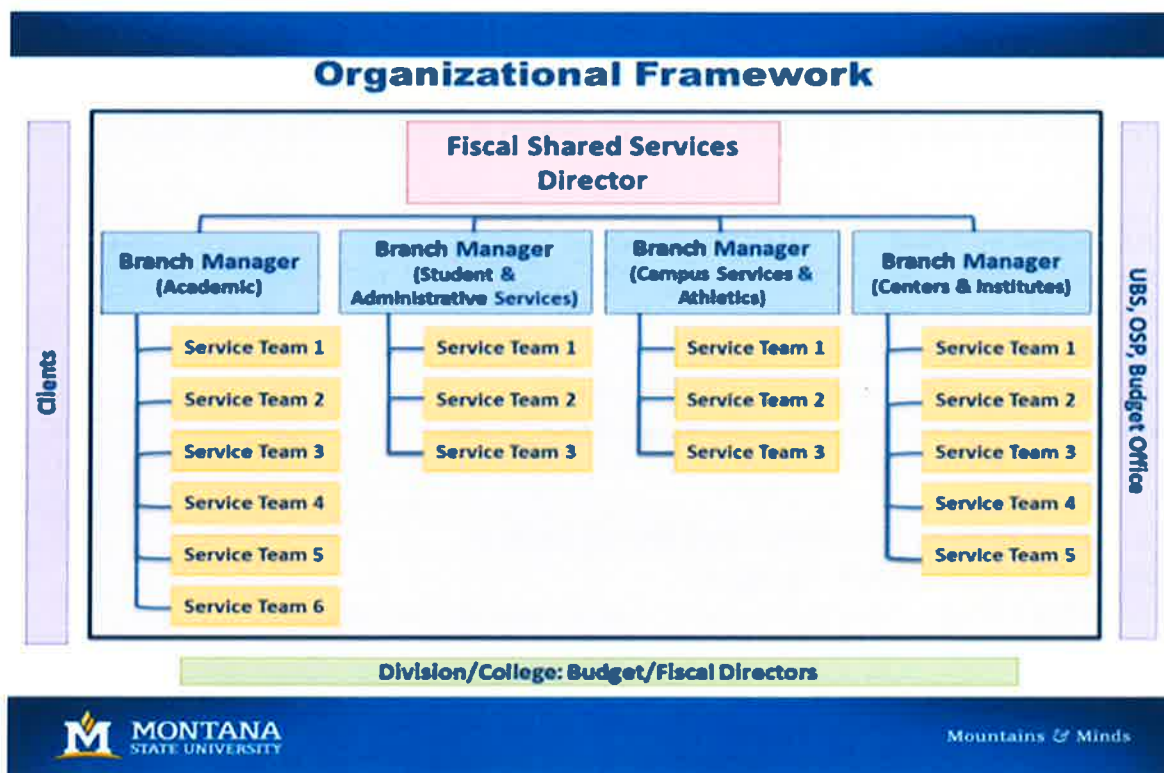 Organizational Framework
Clients
Fiscal Shared Services
Director
Branch Manager
(Academic)
Service Team 1
Service Team 2
Service Team 3
Service Team 4
Service Team 5
Service Team 6
Branch Manager
(Student &
Administrative Services)
Service Team 1
Service Team 2
Service Team 3
Branch Manager
(Campus Services &
Athletics)
Service Team 1
Service Team 2
Service Team 3
Branch Manager
(Centers & Institutes)
Service Team 1
Service Team 2
Service Team 3
Service Team 4
Service Team 5
UBS, OSP, Budget Office
Division/College: Budget/Fiscal Directors
M
MONTANA
STATE UNIVERSITY
Mountains & Minds